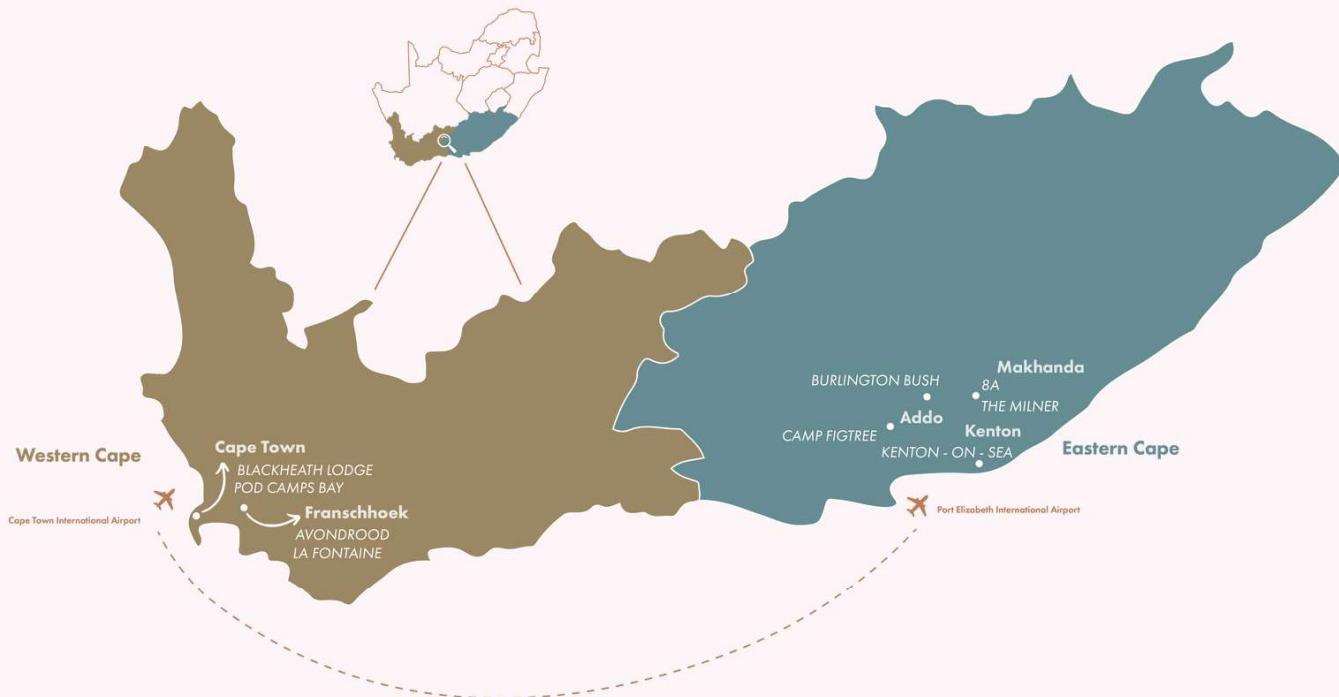 Western Cape
Cape Town International Airport
Cape Town
BLACKHEATH LODGE
POD CAMPS BAY
Franschhoek
AVONDROOD
LA FONTAINE
BURLINGTON BUSH
Makhanda
8A
THE MILNER
Addo
CAMP FIGTREE
Kenton
KENTON - ON - SEA
Eastern Cape
Port Elizabeth International Airport